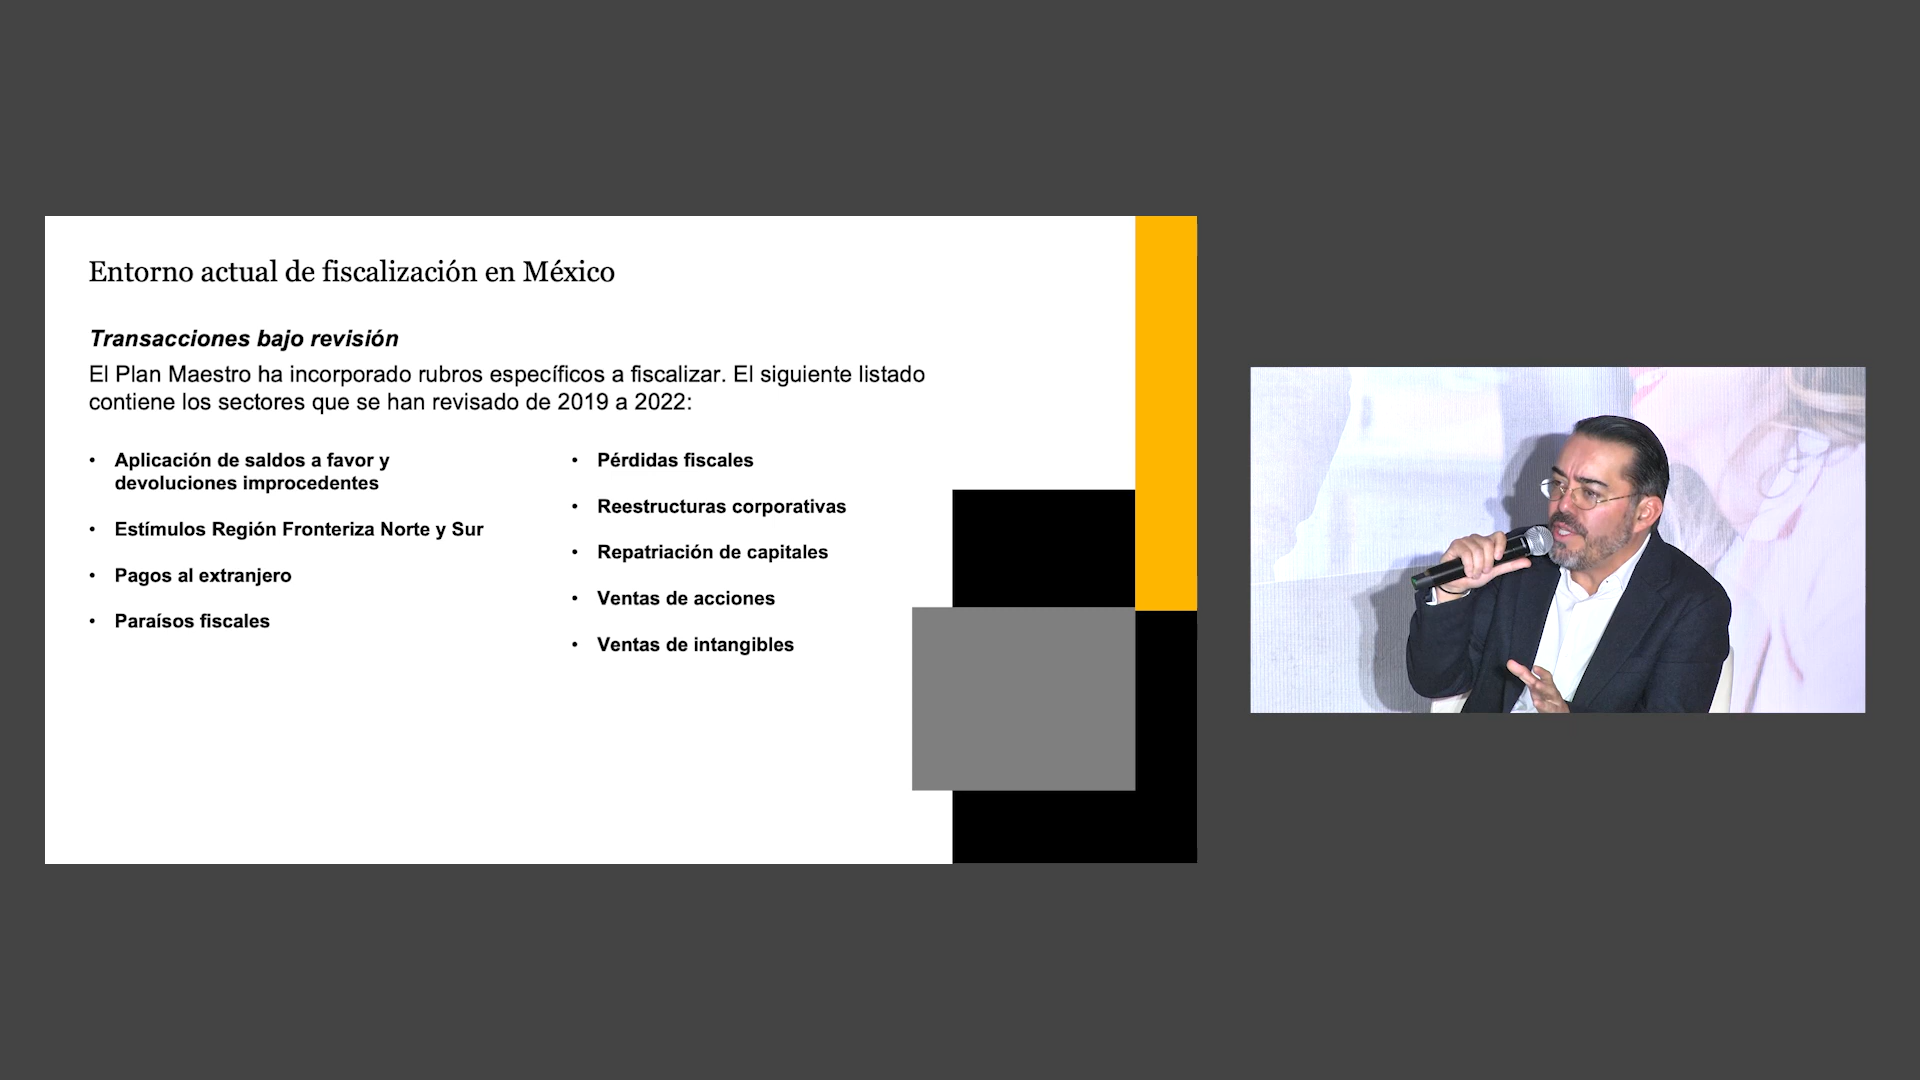 Entorno actual de fiscalización en México
Transacciones bajo revisión
El Plan Maestro ha incorporado rubros específicos a fiscalizar. El siguiente listado
contiene los sectores que se han revisado de 2019 a 2022:
• Aplicación de saldos a favor y
devoluciones improcedentes
• Estímulos Región Fronteriza Norte y Sur
• Pagos al extranjero
• Paraísos fiscales
• Pérdidas fiscales
• Reestructuras corporativas
• Repatriación de capitales
• Ventas de acciones
• Ventas de intangibles